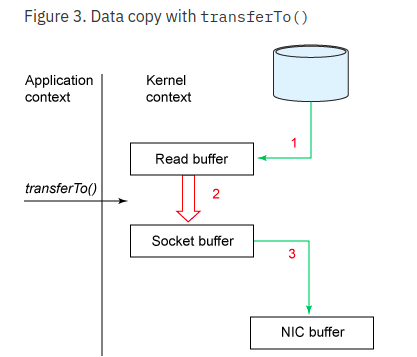 Figure 3. Data copy with transferTo()
Application context
Kernel context
1
Read buffer
transferTo()
2
Socket buffer
3
NIC buffer